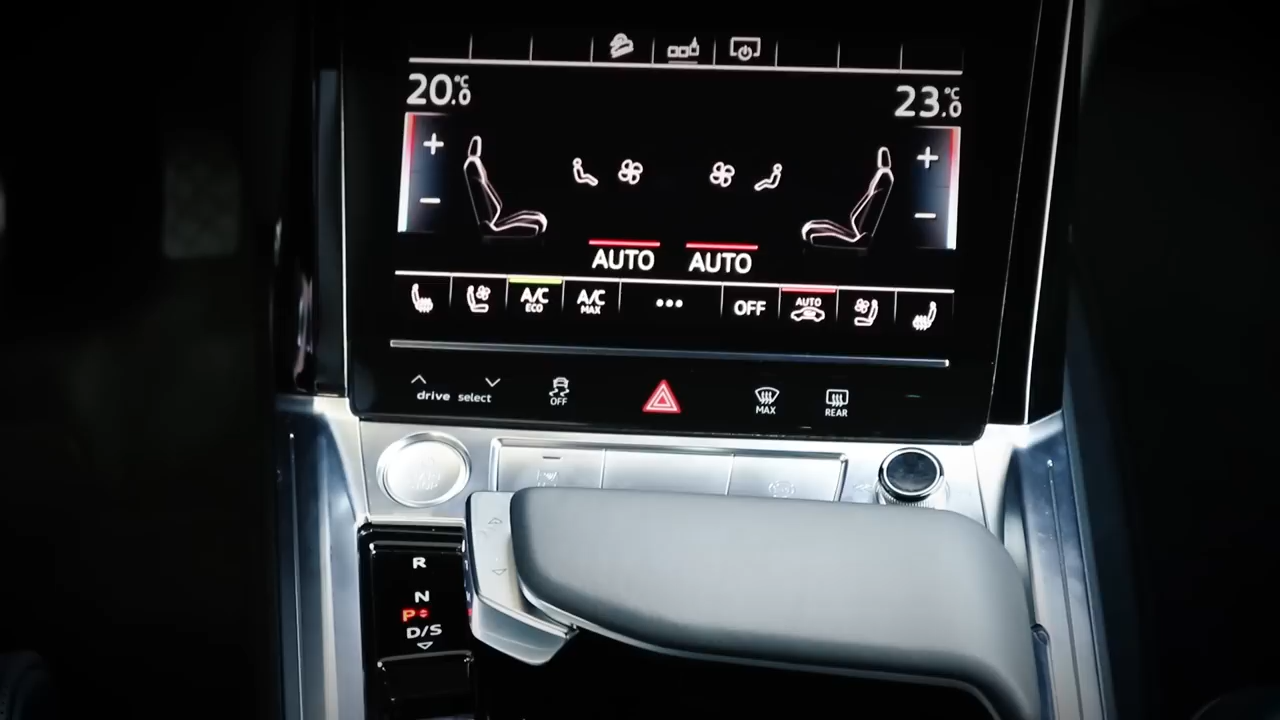 20.0°C
23.0°C
+
+
−
−
AUTO AUTO
A/C ECO
A/C MAX
•••
OFF
AUTO
drive select
OFF
MAX
REAR
R
N
P
D/S